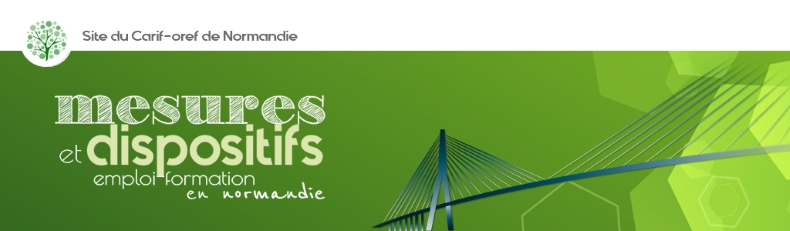 Site du Carif-oref de Normandie
mesures
et dispositifs
emploi-formation
en normandie